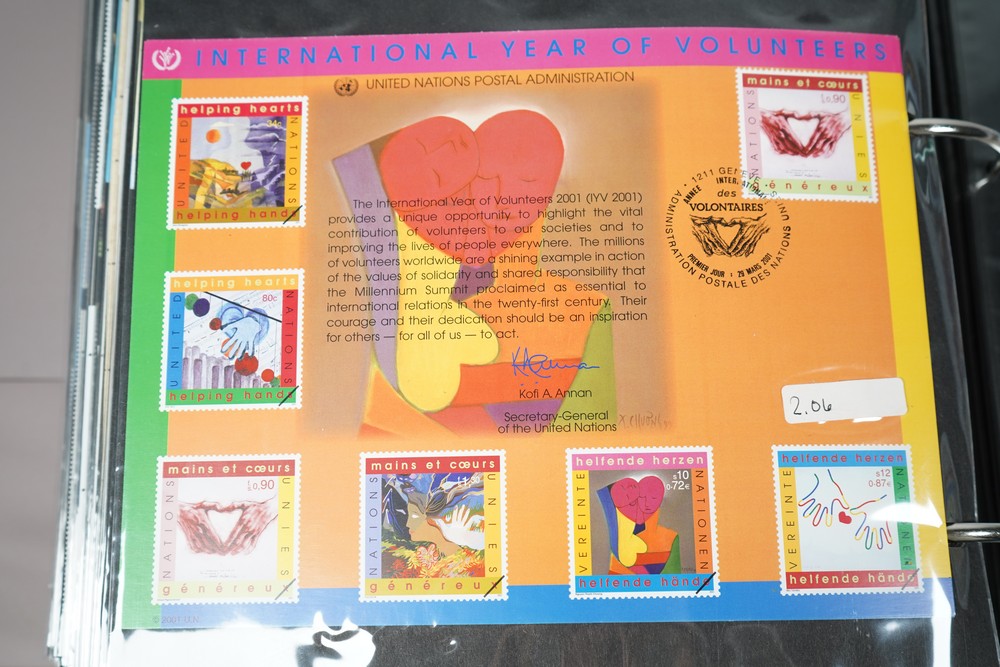 INTERNATIONAL YEAR OF VOLUNTEERS
UNITED NATIONS POSTAL ADMINISTRATION
helping hearts
34c
UNITED
NATIONS
helping hands
mains et cœurs
0,90
NATIONS
UNIES
généreux
1211 GENÈVE
ADMINISTRATION POSTALE DES NATIONS UNIES
ANNÉE INTERNATIONALE
des
VOLONTAIRES
PREMIER JOUR
29 MARS 2001
The International Year of Volunteers 2001 (IYV 2001)
provides a unique opportunity to highlight the vital
contribution of volunteers to our societies and to
improving the lives of people everywhere. The millions
of volunteers worldwide are a shining example in action
of the values of solidarity and shared responsibility that
the Millennium Summit proclaimed as essential to
international relations in the twenty-first century. Their
courage and their dedication should be an inspiration
for others — for all of us — to act.
Kofi A. Annan
Secretary-General
of the United Nations
helping hearts
80c
UNITED
NATIONS
helping hands
2.06
mains et cœurs
0,90
NATIONS
UNIES
généreux
mains et cœurs
NATIONS
UNIES
généreux
helfende herzen
s10
0,72€
VEREINTE
NATIONEN
helfende hände
helfende herzen
s12
0,87€
VEREINTE
NATIONEN
helfende hände
© 2001 U.N.